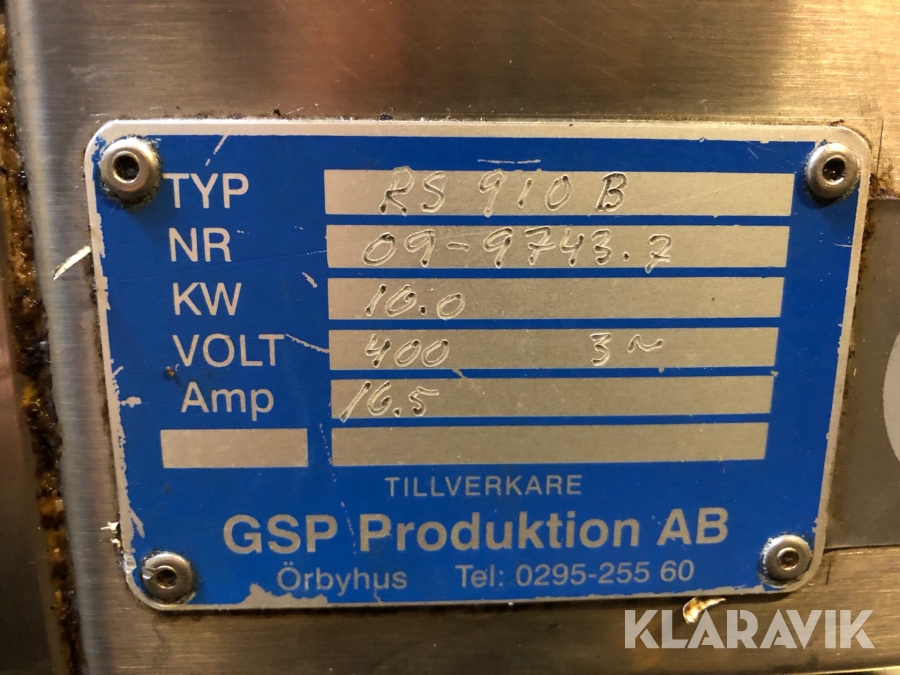 TYP RS 910 B
NR 09-9743.2
KW 10.0
VOLT 400 3~
Amp 16.5
TILLVERKARE
GSP Produktion AB
Örbyhus Tel: 0295-255 60
KLARAVIK